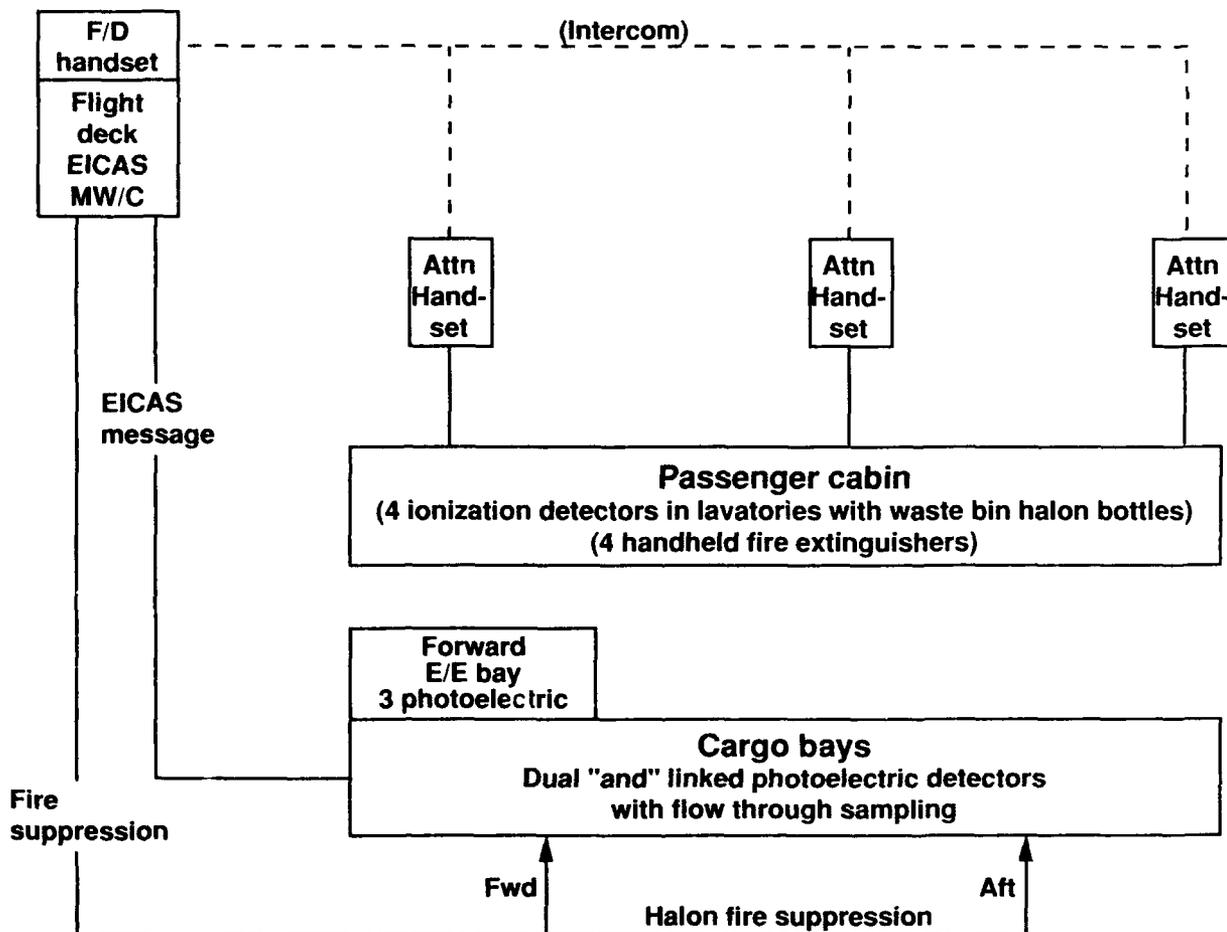 F/D
handset
(Intercom)
Flight
deck
EICAS
MW/C
Attn
Hand-
set
Attn
Hand-
set
Attn
Hand-
set
EICAS
message
Passenger cabin
(4 ionization detectors in lavatories with waste bin halon bottles)
(4 handheld fire extinguishers)
Forward
E/E bay
3 photoelectric
Cargo bays
Dual "and" linked photoelectric detectors
with flow through sampling
Fire
suppression
Fwd
Aft
Halon fire suppression